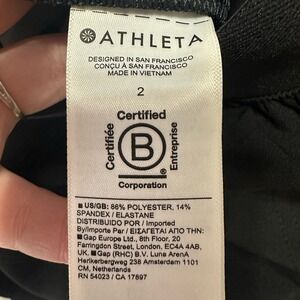 ATHLETA
DESIGNED IN SAN FRANCISCO
CONÇU À SAN FRANCISCO
MADE IN VIETNAM
2
Certified
Certifiée
B
Entreprise
Corporation
■ US/GB: 86% POLYESTER, 14%
SPANDEX / ELASTANE
DISTRIBUIDO POR / Imported
By/Importe Par / ΕΙΣΑΓΕΤΑΙ ΑΠΟ ΤΗΝ:
■ Gap Europe Ltd., 8th Floor, 20
Farringdon Street, London, EC4A 4AB,
UK, ■ Gap (RHC) B.V. Luna ArenA
Herikerbergweg 238 Amsterdam 1101
CM, Netherlands
RN 54023 / CA 17897